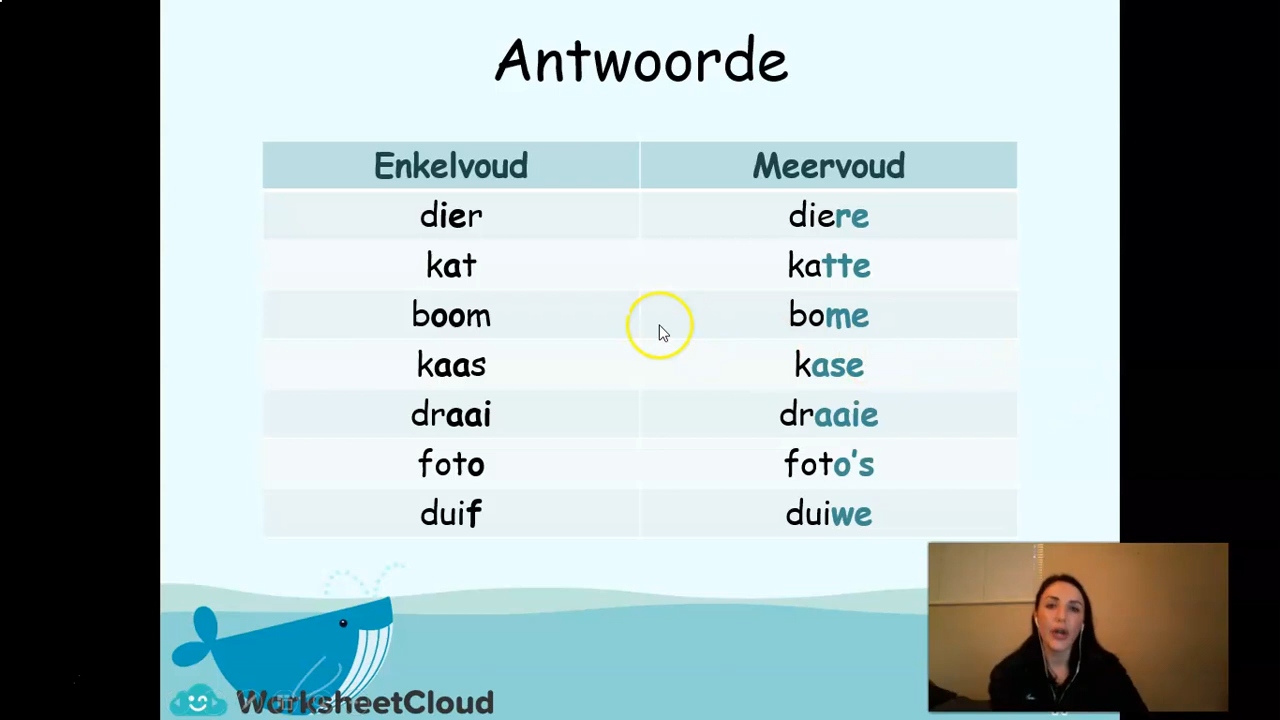 Antwoorde
Enkelvoud Meervoud
dier diere
kat katte
boom bome
kaas kase
draai draaie
foto foto's
duif duiwe
WorksheetCloud